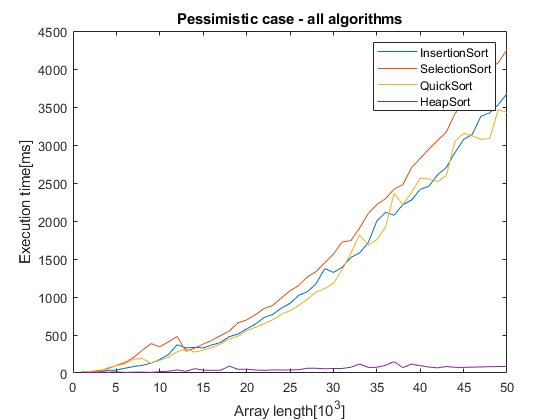 Pessimistic case - all algorithms
4500
4000
3500
3000
2500
2000
1500
1000
500
0
Execution time[ms]
InsertionSort
SelectionSort
QuickSort
HeapSort
0 5 10 15 20 25 30 35 40 45 50
Array length[10³]